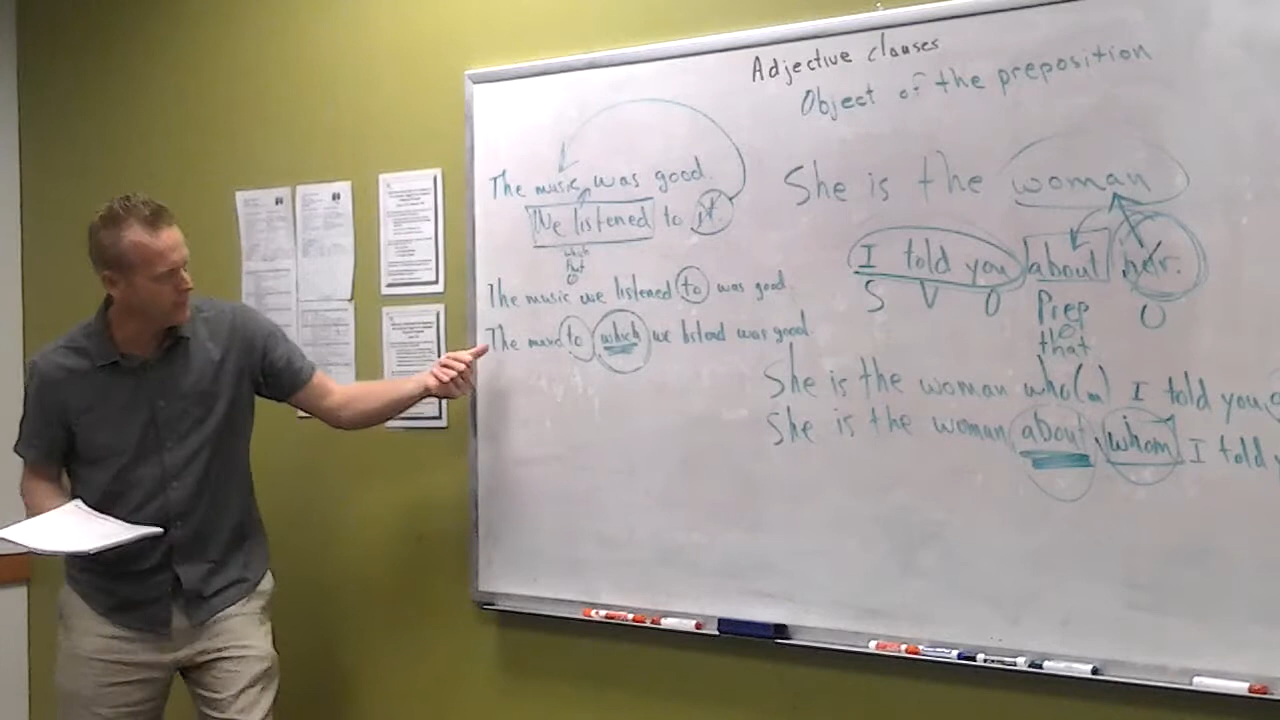 Adjective clauses
Object of the preposition
The music was good.
We listened to it.
which
that
Ø
The music we listened to was good.
The music to which we listend was good.
She is the woman
I told you about her.
S V O Prep O
Ø
that
She is the woman who(m) I told you
She is the woman about whom I told